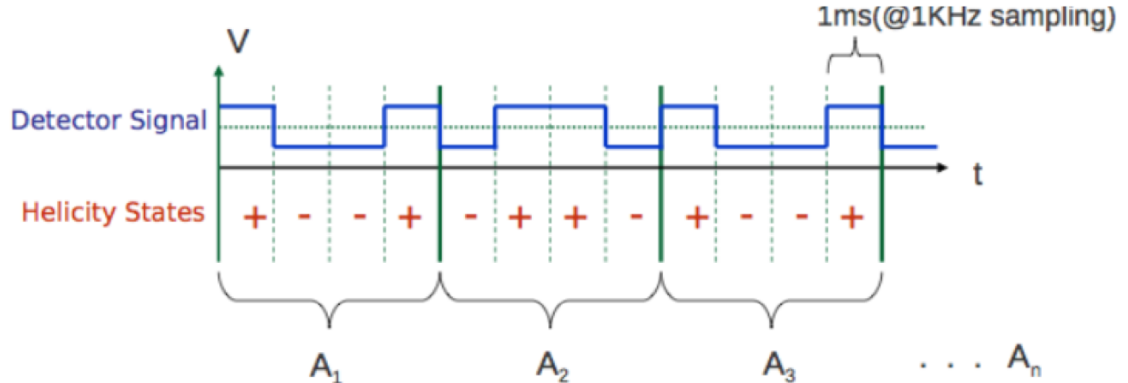 1ms(@1KHz sampling)
V
Detector Signal
t
Helicity States + - - + - + + - + - - +
A1 A2 A3 . . . An